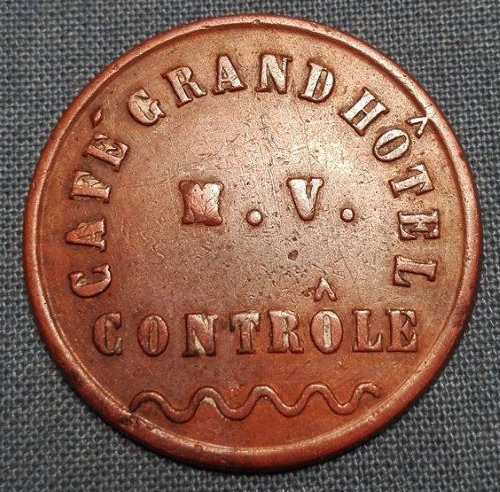 CAFÉ GRAND HÔTEL
M. V.
CONTRÔLE